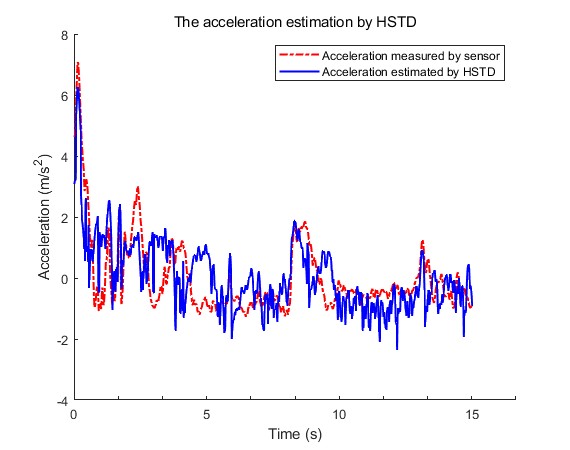 The acceleration estimation by HSTD
Acceleration measured by sensor
Acceleration estimated by HSTD
Acceleration (m/s²)
8
6
4
2
0
-2
-4
0
5
10
15
Time (s)